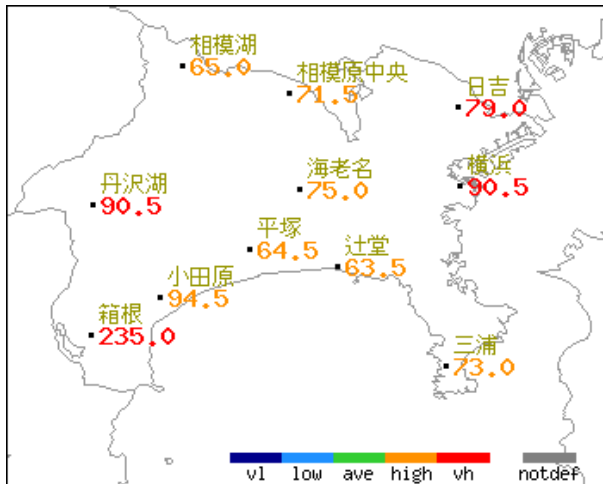 相模湖
65.0
相模原中央
71.5
日吉
79.0
丹沢湖
90.5
海老名
75.0
横浜
90.5
平塚
64.5
辻堂
63.5
小田原
94.5
箱根
235.0
三浦
73.0
vl low ave high vh notdef